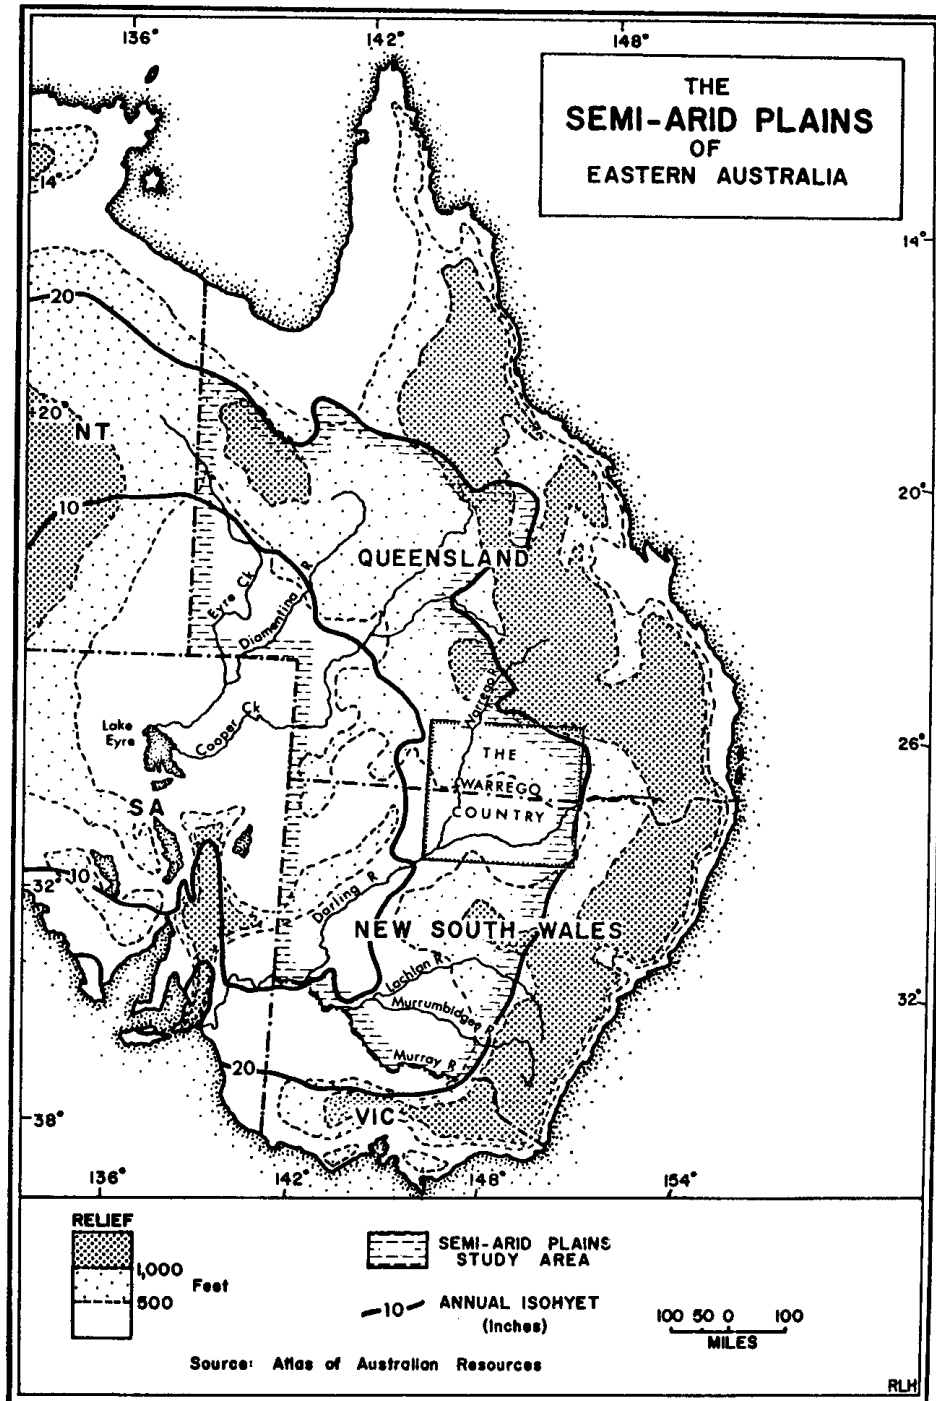 136°
142°
148°
THE
SEMI-ARID PLAINS
OF
EASTERN AUSTRALIA
14°
14°
20
20°
NT
10
20°
QUEENSLAND
Eyre Ck
Diamantina R
Warrego R
Lake
Eyre
Cooper Ck
26°
THE
WARREGO
COUNTRY
SA
10
32°
Darling R
NEW SOUTH WALES
Lachlan R
Murrumbidgee R
32°
Murray R
20
VIC
38°
136°
142°
148°
154°
RELIEF
1,000
500
Feet
SEMI-ARID PLAINS
STUDY AREA
10
ANNUAL ISOHYET
(Inches)
100 50 0 100
MILES
Source: Atlas of Australian Resources
RLH